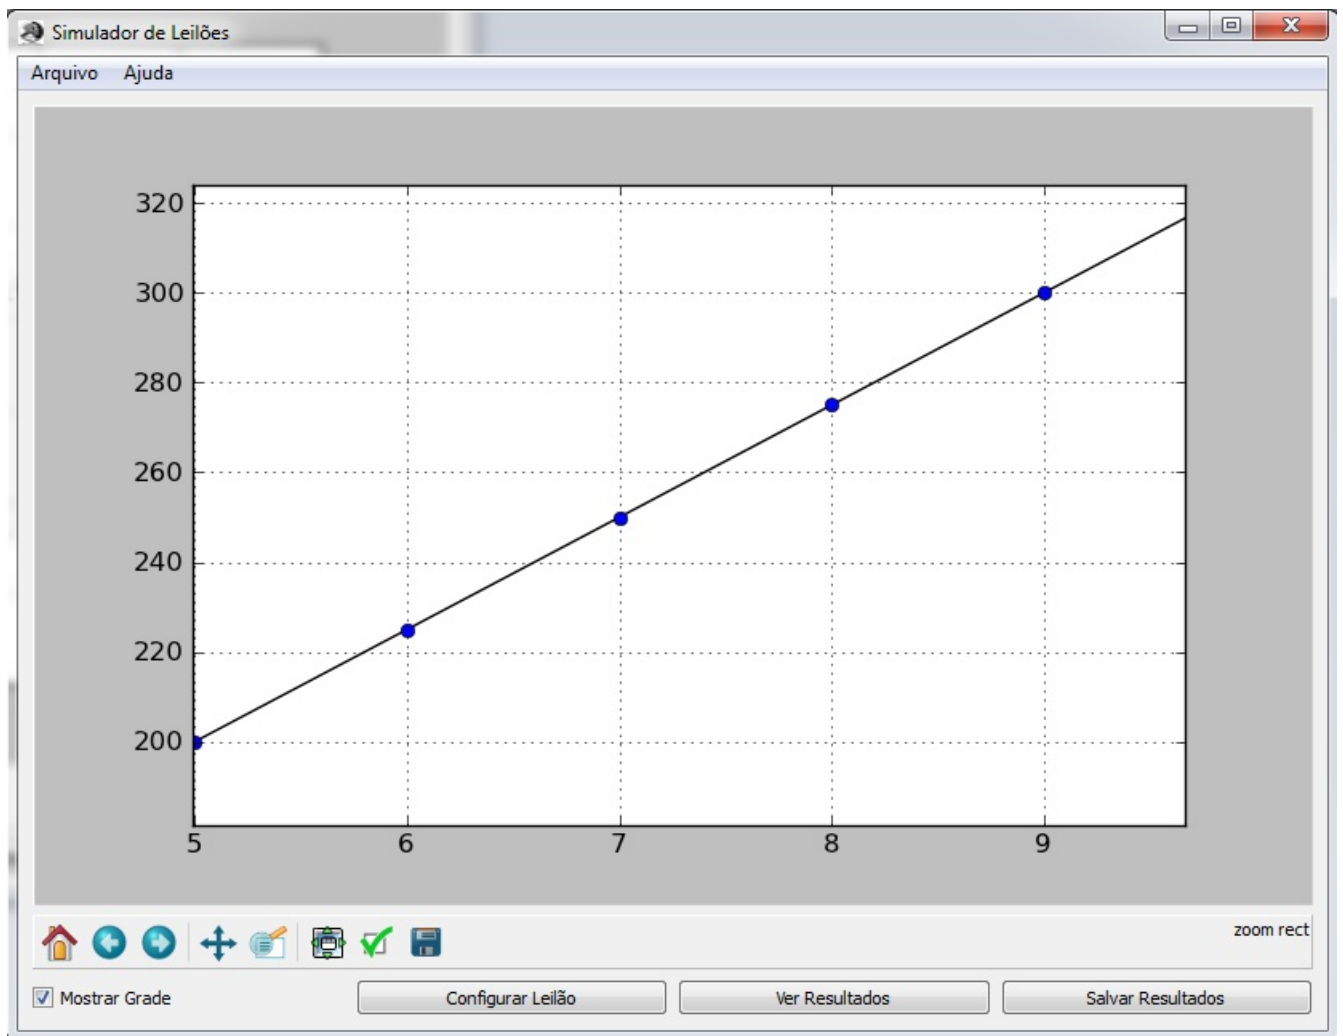 Simulador de Leilões
Arquivo Ajuda
320
300
280
260
240
220
200
5 6 7 8 9
zoom rect
Mostrar Grade Configurar Leilão Ver Resultados Salvar Resultados